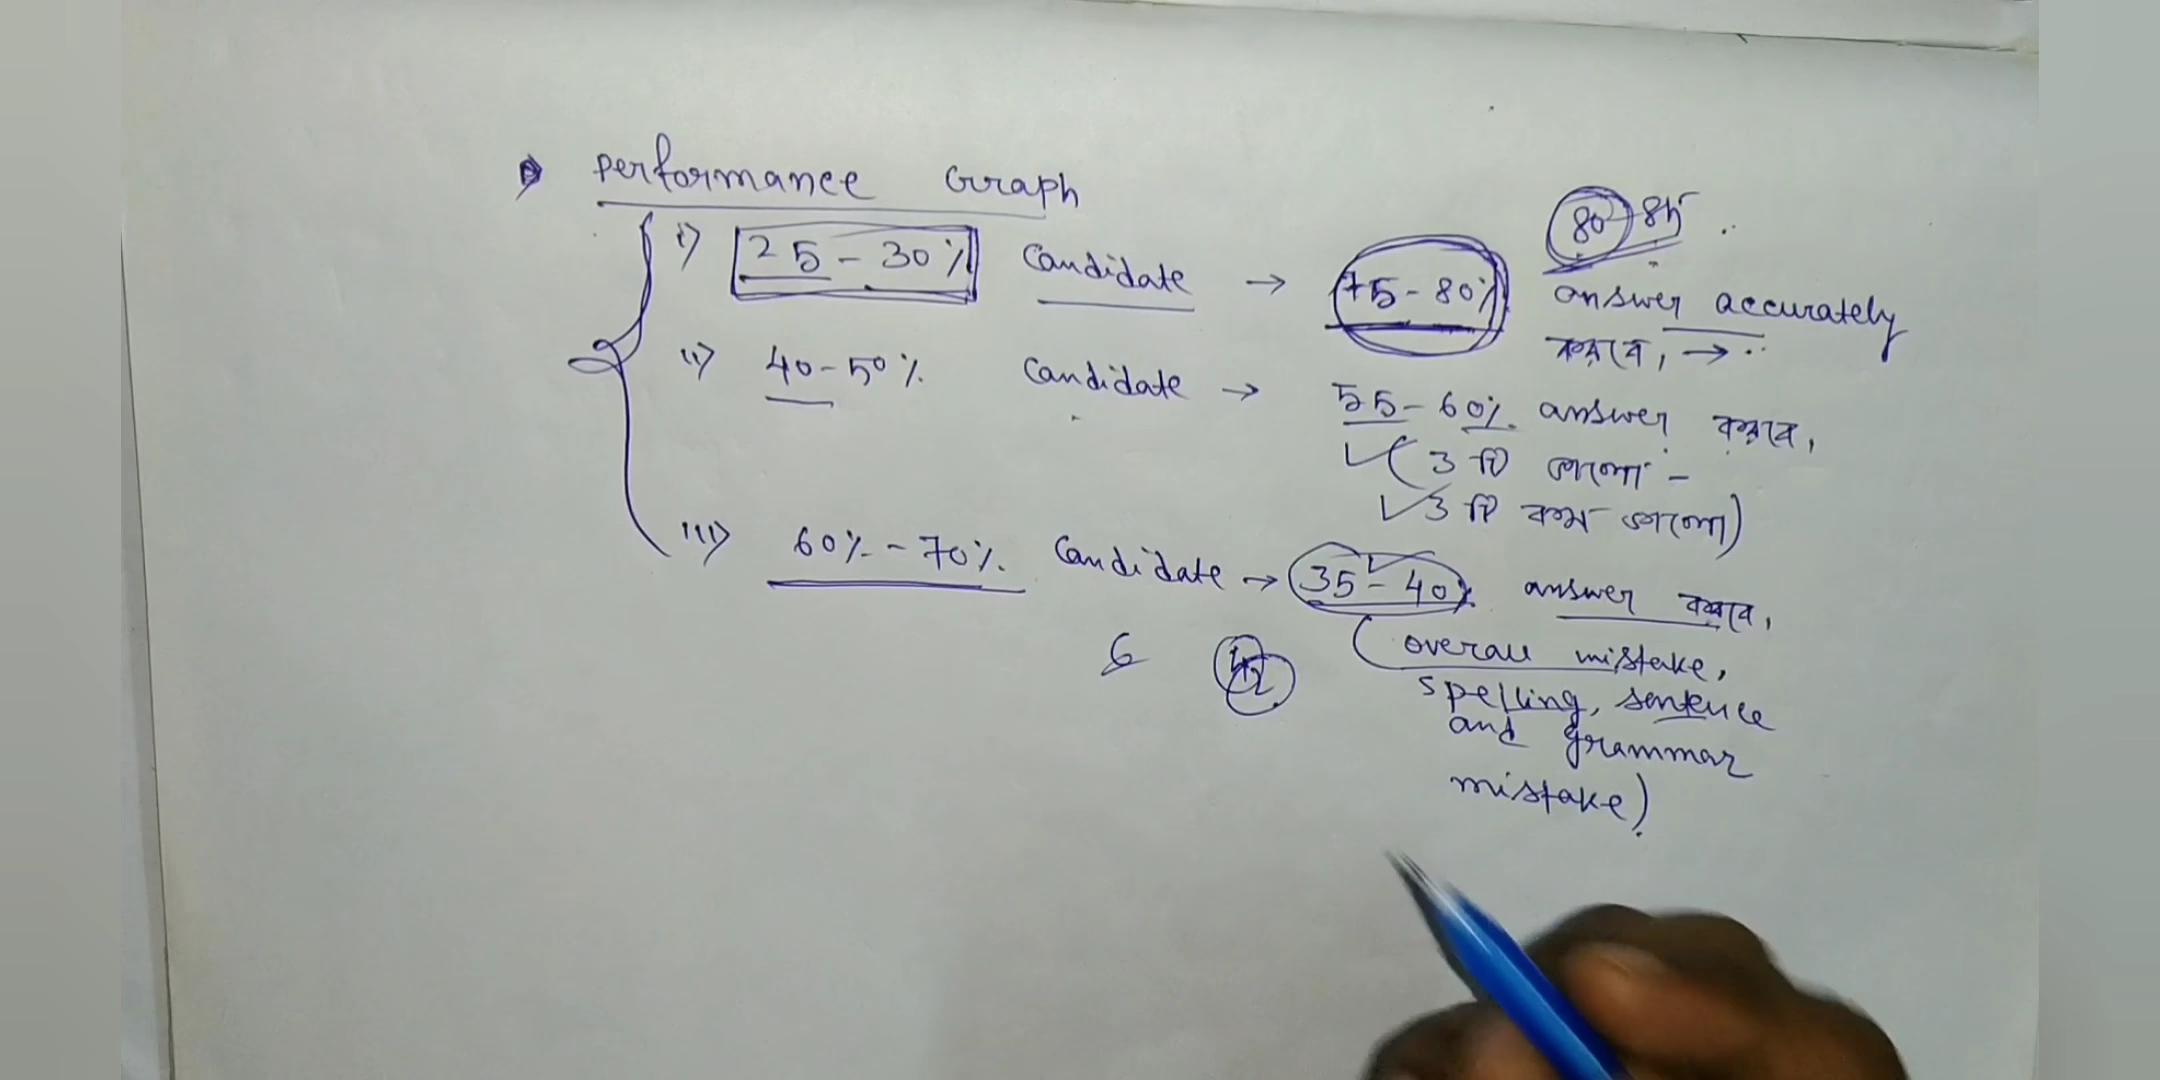 Performance Graph
80-85
i) 25-30% Candidate → 75-80% answer accurately
করবে, →
ii) 40-50% Candidate → 55-60% answer করবে,
(3 টি ভালো -
3 টি কম ভালো)
iii) 60%-70% Candidate → 35-40% answer করবে,
6
(overall mistake,
spelling, sentence
and grammar
mistake)